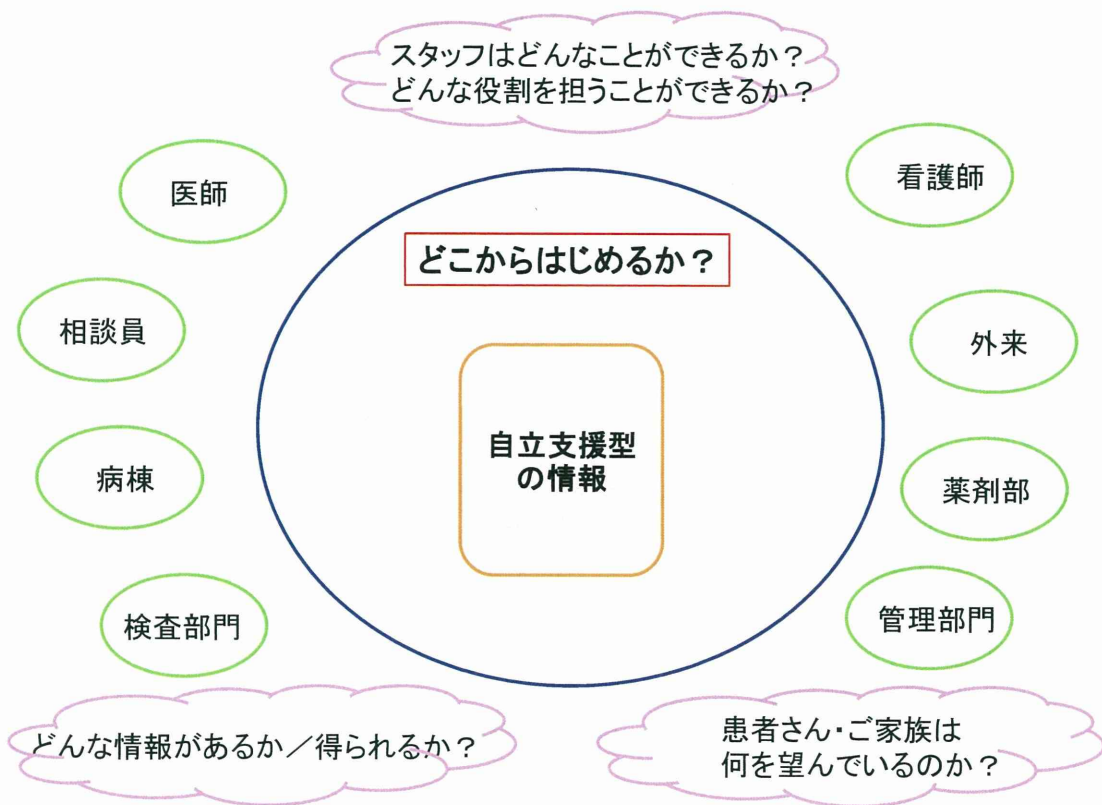 スタッフはどんなことができるか？
どんな役割を担うことができるか？
医師
看護師
どこからはじめるか？
相談員
外来
自立支援型
の情報
病棟
薬剤部
検査部門
管理部門
どんな情報があるか／得られるか？
患者さん・ご家族は
何を望んでいるのか？